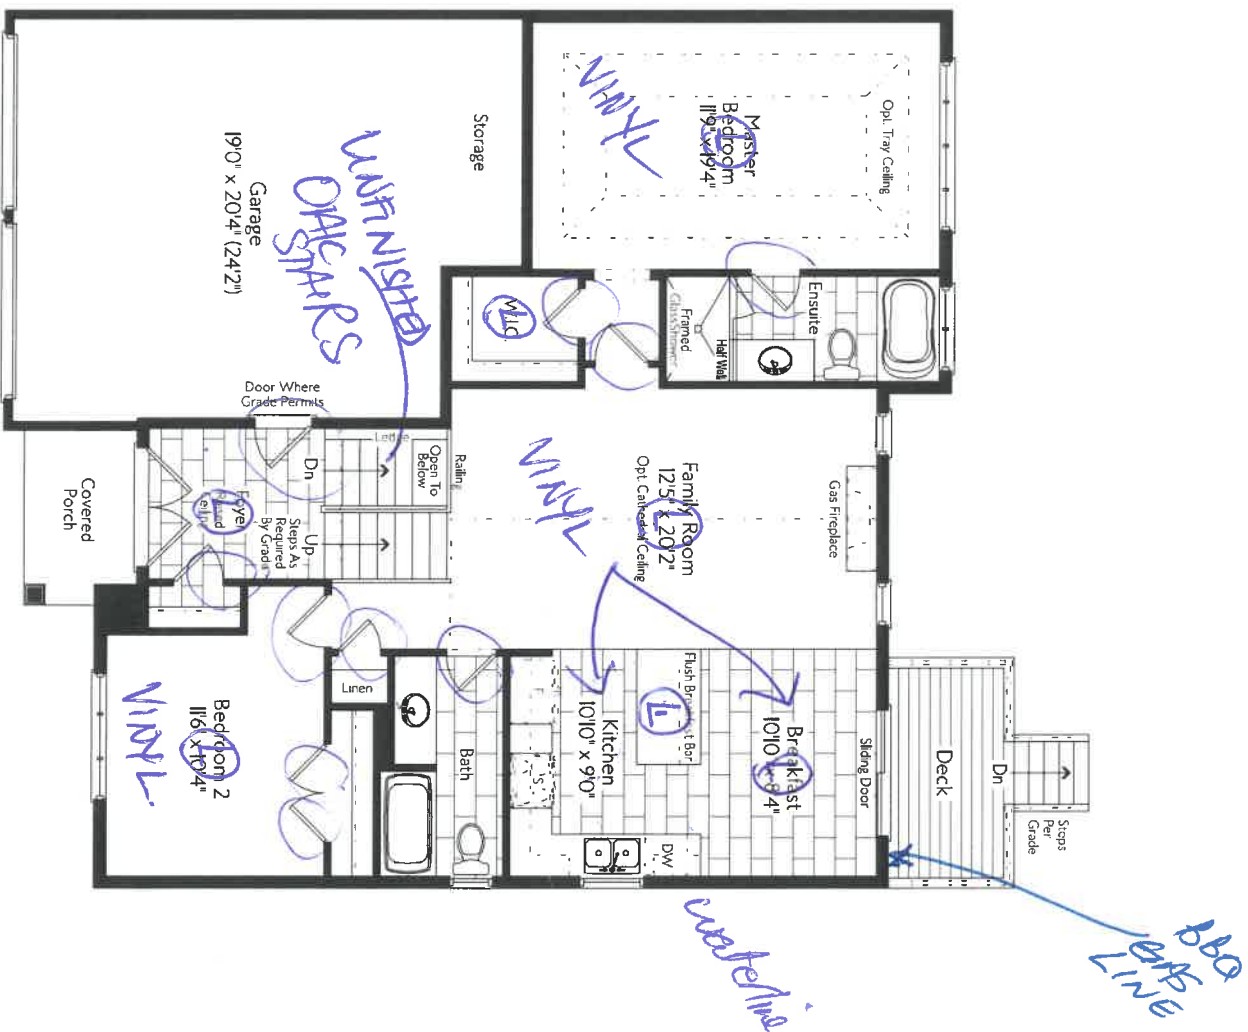 Storage
Garage
19'0" x 20'4" (24'2")
UNFINISHED
OAK
STAIRS
Opt. Tray Ceiling
Master
Bedroom
11'9" x 19'4"
VINYL
W.I.C.
Framed
Glass Shower
Half Wall
Ensuite
Door Where
Grade Permits
Ledge
Open To
Below
Railing
Dn
Foyer
Up
Steps As
Required
By Grade
Covered
Porch
Family Room
12'5" x 20'2"
Opt. Cathedral Ceiling
VINYL
Gas Fireplace
Linen
Bath
Bedroom 2
11'6" x 10'4"
VINYL.
Flush Breakfast Bar
Kitchen
10'10" x 9'0"
Breakfast
10'10" x 8'4"
Sliding Door
F
S
DW
Deck
Dn
Steps
Per
Grade
waterline
BBQ
GAS
LINE